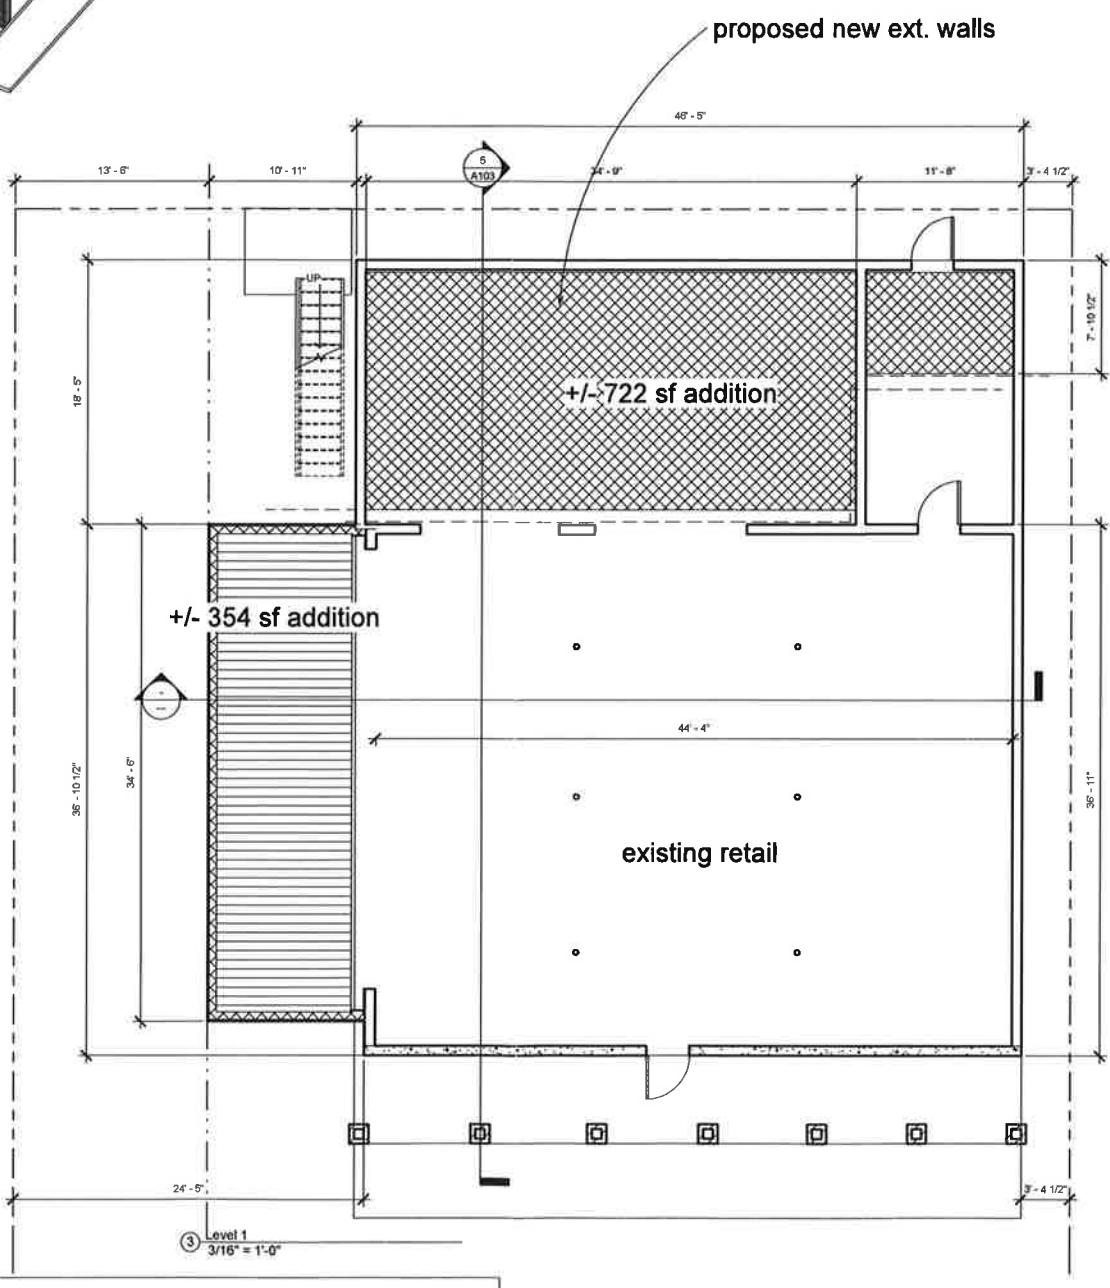 proposed new ext. walls
46' - 5"
13' - 6"
10' - 11"
5
A103
34' - 9"
11' - 8"
3' - 4 1/2"
UP
7' - 10 1/2"
18' - 5"
+/- 722 sf addition
+/- 354 sf addition
44' - 4"
34' - 6"
36' - 10 1/2"
36' - 11"
existing retail
24' - 5"
3' - 4 1/2"
3
Level 1
3/16" = 1'-0"